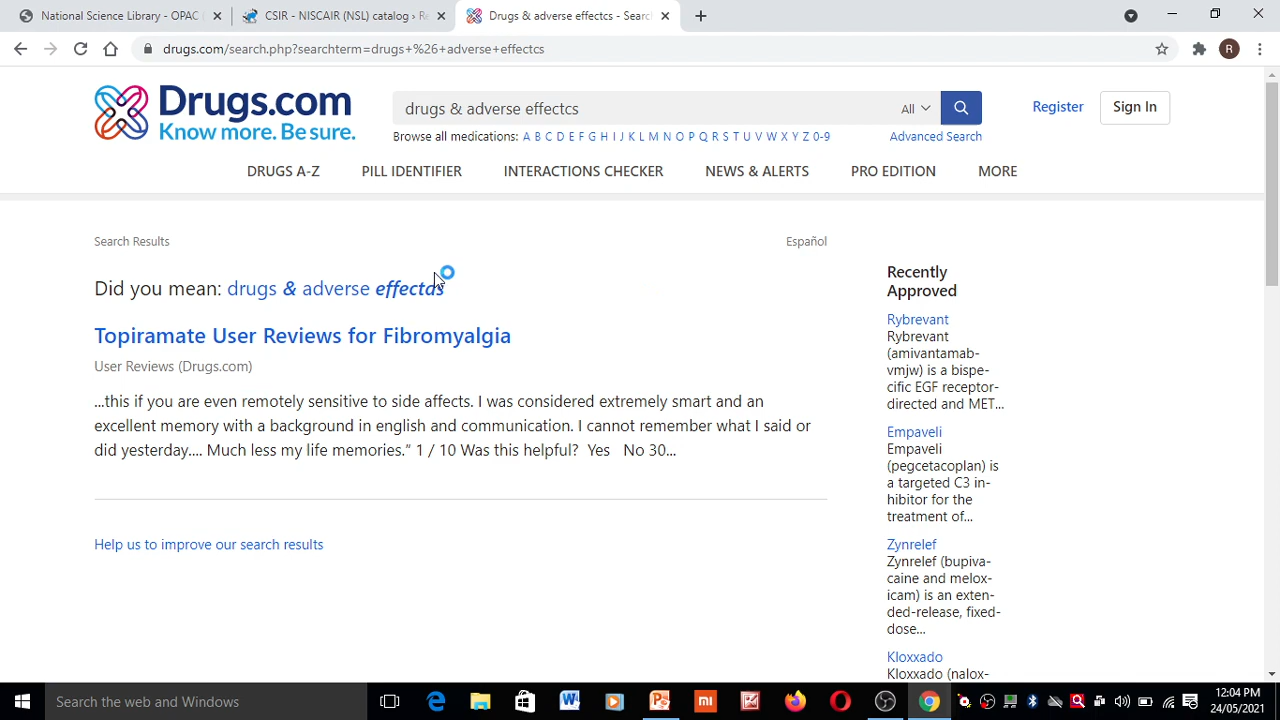 National Science Library - OPAC
CSIR - NISCAIR (NSL) catalog › Re
Drugs & adverse effectcs - Searc
drugs.com/search.php?searchterm=drugs+%26+adverse+effectcs
R
Drugs.com
Know more. Be sure.
drugs & adverse effectcs
All
Register
Sign In
Browse all medications: A B C D E F G H I J K L M N O P Q R S T U V W X Y Z 0-9
Advanced Search
DRUGS A-Z
PILL IDENTIFIER
INTERACTIONS CHECKER
NEWS & ALERTS
PRO EDITION
MORE
Search Results
Español
Did you mean: drugs & adverse effectas
Topiramate User Reviews for Fibromyalgia
User Reviews (Drugs.com)
...this if you are even remotely sensitive to side affects. I was considered extremely smart and an
excellent memory with a background in english and communication. I cannot remember what I said or
did yesterday.... Much less my life memories.” 1 / 10 Was this helpful? Yes No 30...
Help us to improve our search results
Recently
Approved
Rybrevant
Rybrevant
(amivantamab-
vmjw) is a bispe-
cific EGF receptor-
directed and MET...
Empaveli
Empaveli
(pegcetacoplan) is
a targeted C3 in-
hibitor for the
treatment of...
Zynrelef
Zynrelef (bupiva-
caine and melox-
icam) is an exten-
ded-release, fixed-
dose...
Kloxxado
Kloxxado (nalox-
Search the web and Windows
12:04 PM
24/05/2021